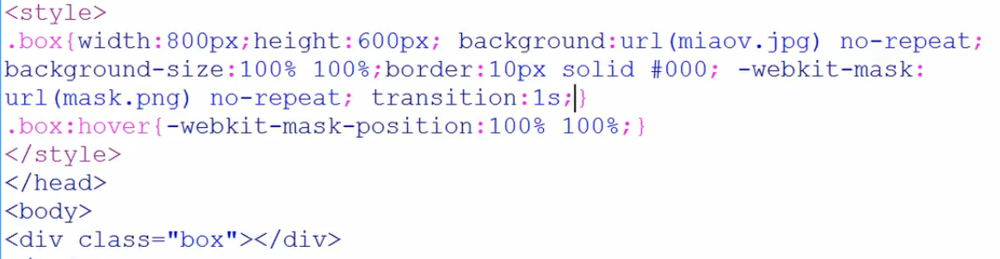 <style>
.box{width:800px;height:600px; background:url(miaov.jpg) no-repeat;
background-size:100% 100%;border:10px solid #000; -webkit-mask:
url(mask.png) no-repeat; transition:1s;}
.box:hover{-webkit-mask-position:100% 100%;}
</style>
</head>
<body>
<div class="box"></div>